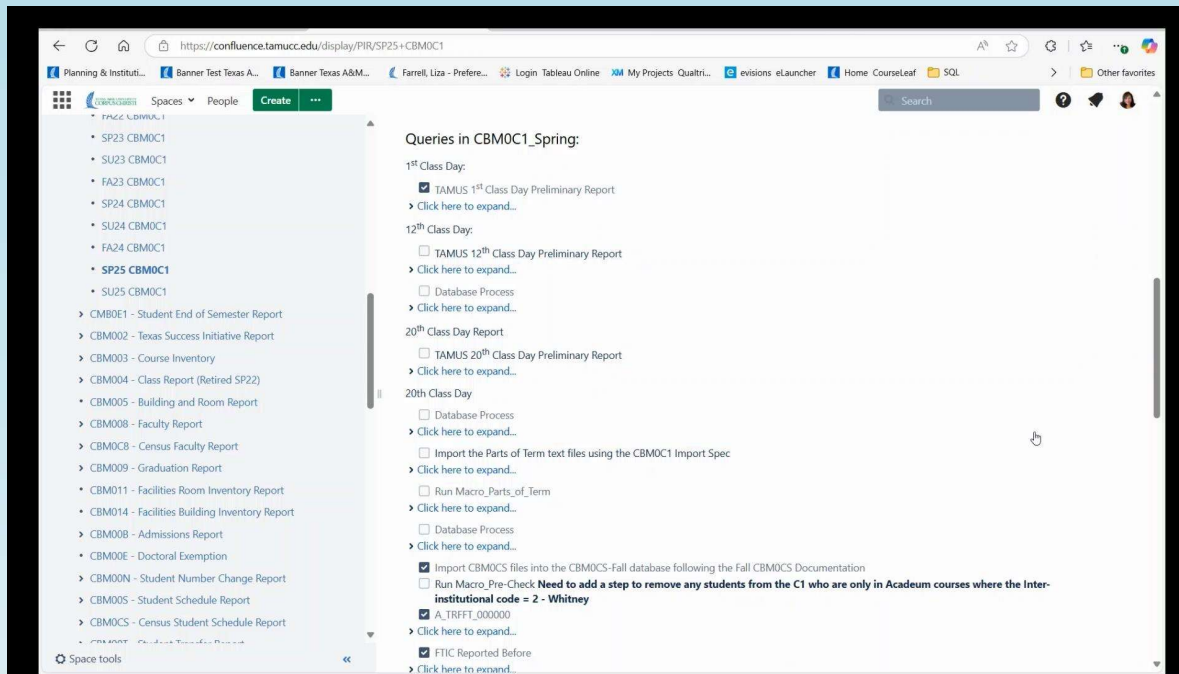 https://confluence.tamucc.edu/display/PIR/SP25+CBM0C1
Planning & Instituti... Banner Test Texas A... Banner Texas A&M... Farrell, Liza - Prefere... Login Tableau Online XM My Projects Qualtri... evisions eLauncher Home CourseLeaf SQL Other favorites
CORPUS CHRISTI Spaces People Create ... Search
FA22 CBM0C1
SP23 CBM0C1
SU23 CBM0C1
FA23 CBM0C1
SP24 CBM0C1
SU24 CBM0C1
FA24 CBM0C1
SP25 CBM0C1
SU25 CBM0C1
CMB0E1 - Student End of Semester Report
CBM002 - Texas Success Initiative Report
CBM003 - Course Inventory
CBM004 - Class Report (Retired SP22)
CBM005 - Building and Room Report
CBM008 - Faculty Report
CBM0C8 - Census Faculty Report
CBM009 - Graduation Report
CBM011 - Facilities Room Inventory Report
CBM014 - Facilities Building Inventory Report
CBM00B - Admissions Report
CBM00E - Doctoral Exemption
CBM00N - Student Number Change Report
CBM00S - Student Schedule Report
CBM0CS - Census Student Schedule Report
CBM00T - Student Transfer Report
Space tools
Queries in CBM0C1_Spring:
1st Class Day:
TAMUS 1st Class Day Preliminary Report
Click here to expand...
12th Class Day:
TAMUS 12th Class Day Preliminary Report
Click here to expand...
Database Process
Click here to expand...
20th Class Day Report
TAMUS 20th Class Day Preliminary Report
Click here to expand...
20th Class Day
Database Process
Click here to expand...
Import the Parts of Term text files using the CBM0C1 Import Spec
Click here to expand...
Run Macro_Parts_of_Term
Click here to expand...
Database Process
Click here to expand...
Import CBM0CS files into the CBM0CS-Fall database following the Fall CBM0CS Documentation
Run Macro_Pre-Check Need to add a step to remove any students from the C1 who are only in Acadeum courses where the Inter-
institutional code = 2 - Whitney
A_TRFFT_000000
Click here to expand...
FTIC Reported Before
Click here to expand...